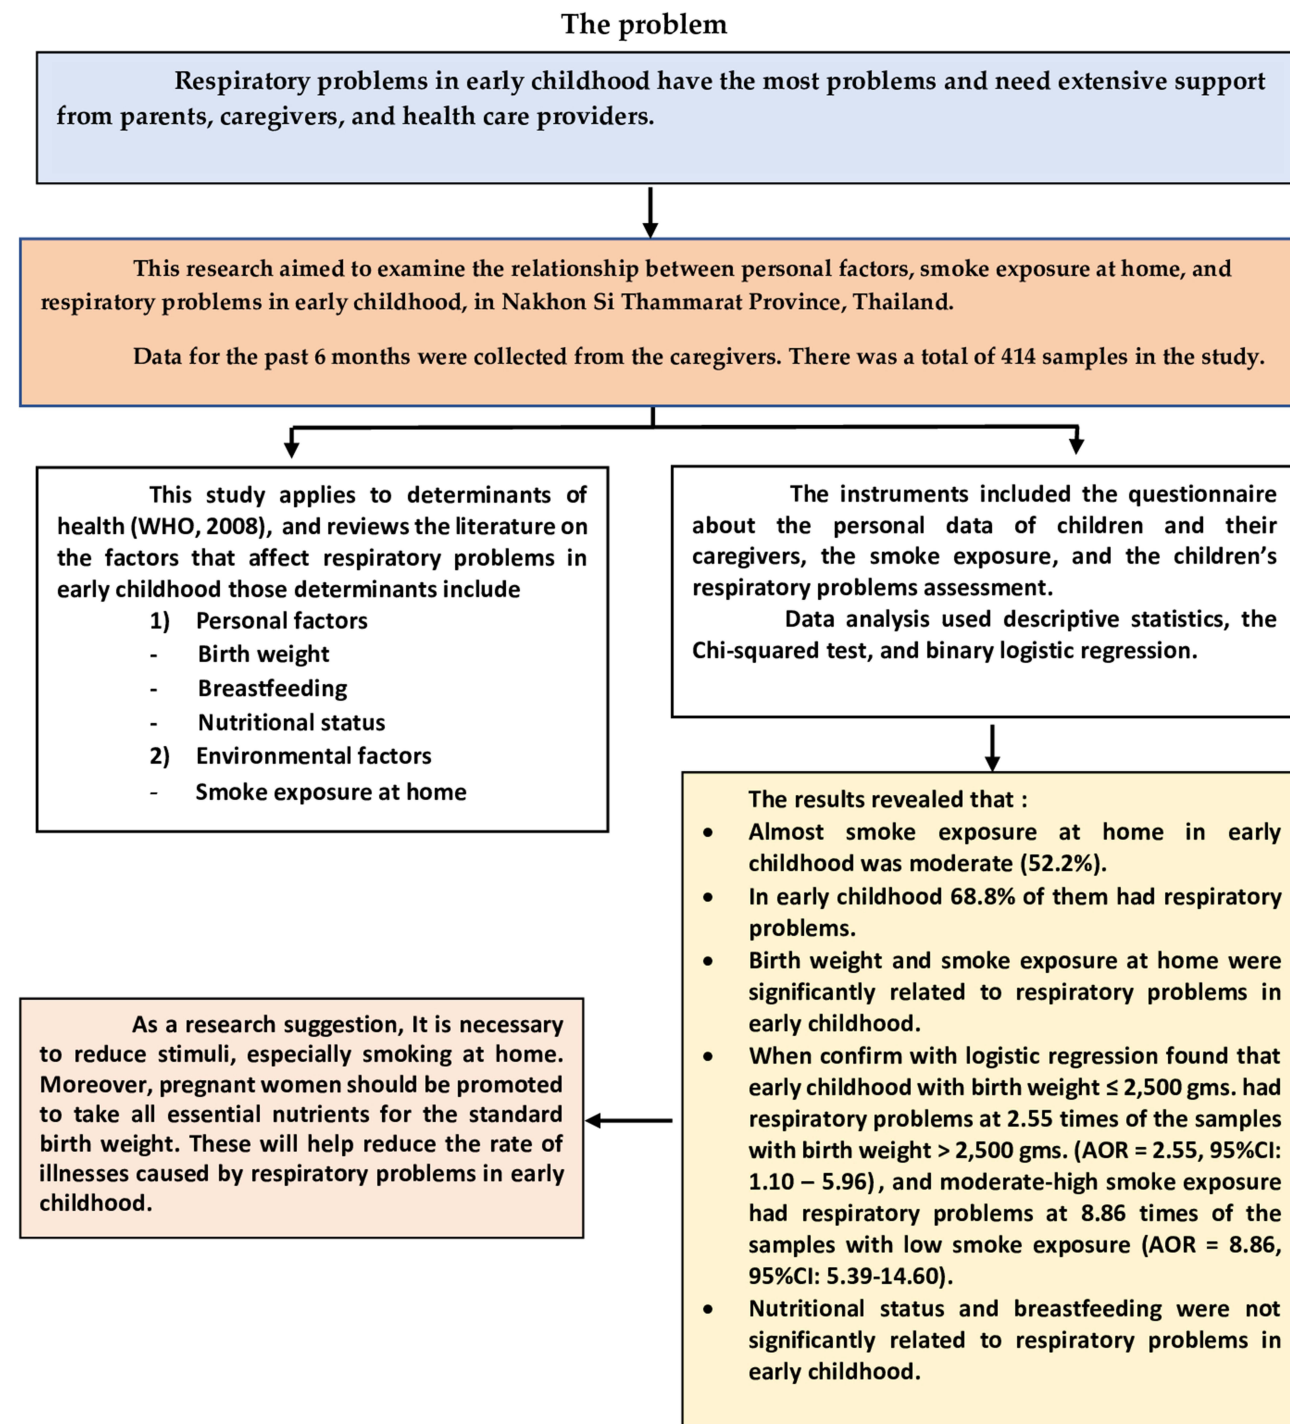 The problem
Respiratory problems in early childhood have the most problems and need extensive support
from parents, caregivers, and health care providers.
This research aimed to examine the relationship between personal factors, smoke exposure at home, and
respiratory problems in early childhood, in Nakhon Si Thammarat Province, Thailand.
Data for the past 6 months were collected from the caregivers. There was a total of 414 samples in the study.
This study applies to determinants of
health (WHO, 2008), and reviews the literature on
the factors that affect respiratory problems in
early childhood those determinants include
1) Personal factors
- Birth weight
- Breastfeeding
- Nutritional status
2) Environmental factors
- Smoke exposure at home
The instruments included the questionnaire
about the personal data of children and their
caregivers, the smoke exposure, and the children’s
respiratory problems assessment.
Data analysis used descriptive statistics, the
Chi-squared test, and binary logistic regression.
The results revealed that :
• Almost smoke exposure at home in early
childhood was moderate (52.2%).
• In early childhood 68.8% of them had respiratory
problems.
• Birth weight and smoke exposure at home were
significantly related to respiratory problems in
early childhood.
• When confirm with logistic regression found that
early childhood with birth weight ≤ 2,500 gms. had
respiratory problems at 2.55 times of the samples
with birth weight > 2,500 gms. (AOR = 2.55, 95%CI:
1.10 – 5.96), and moderate-high smoke exposure
had respiratory problems at 8.86 times of the
samples with low smoke exposure (AOR = 8.86,
95%CI: 5.39-14.60).
• Nutritional status and breastfeeding were not
significantly related to respiratory problems in
early childhood.
As a research suggestion, It is necessary
to reduce stimuli, especially smoking at home.
Moreover, pregnant women should be promoted
to take all essential nutrients for the standard
birth weight. These will help reduce the rate of
illnesses caused by respiratory problems in early
childhood.